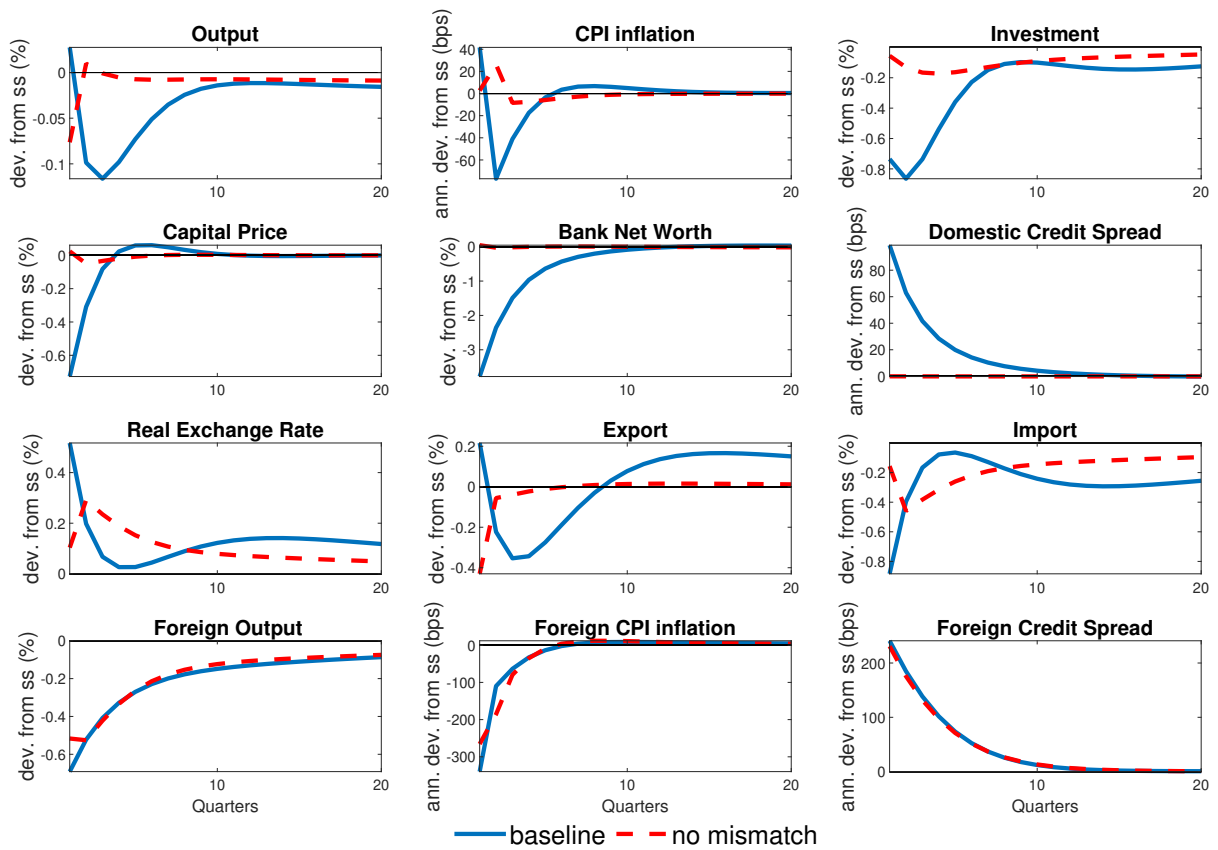 Output
CPI inflation
Investment
dev. from ss (%)
0
-0.05
-0.1
10
20
ann. dev. from ss (bps)
40
20
0
-20
-40
-60
10
20
dev. from ss (%)
-0.2
-0.4
-0.6
-0.8
10
20
Capital Price
Bank Net Worth
Domestic Credit Spread
dev. from ss (%)
0
-0.2
-0.4
-0.6
10
20
dev. from ss (%)
0
-1
-2
-3
10
20
ann. dev. from ss (bps)
80
60
40
20
0
10
20
Real Exchange Rate
Export
Import
dev. from ss (%)
0.4
0.2
0
10
20
dev. from ss (%)
0.2
0
-0.2
-0.4
10
20
dev. from ss (%)
-0.2
-0.4
-0.6
-0.8
10
20
Foreign Output
Foreign CPI inflation
Foreign Credit Spread
dev. from ss (%)
0
-0.2
-0.4
-0.6
10
20
Quarters
ann. dev. from ss (bps)
0
-100
-200
-300
10
20
Quarters
ann. dev. from ss (bps)
200
100
0
10
20
Quarters
baseline
no mismatch